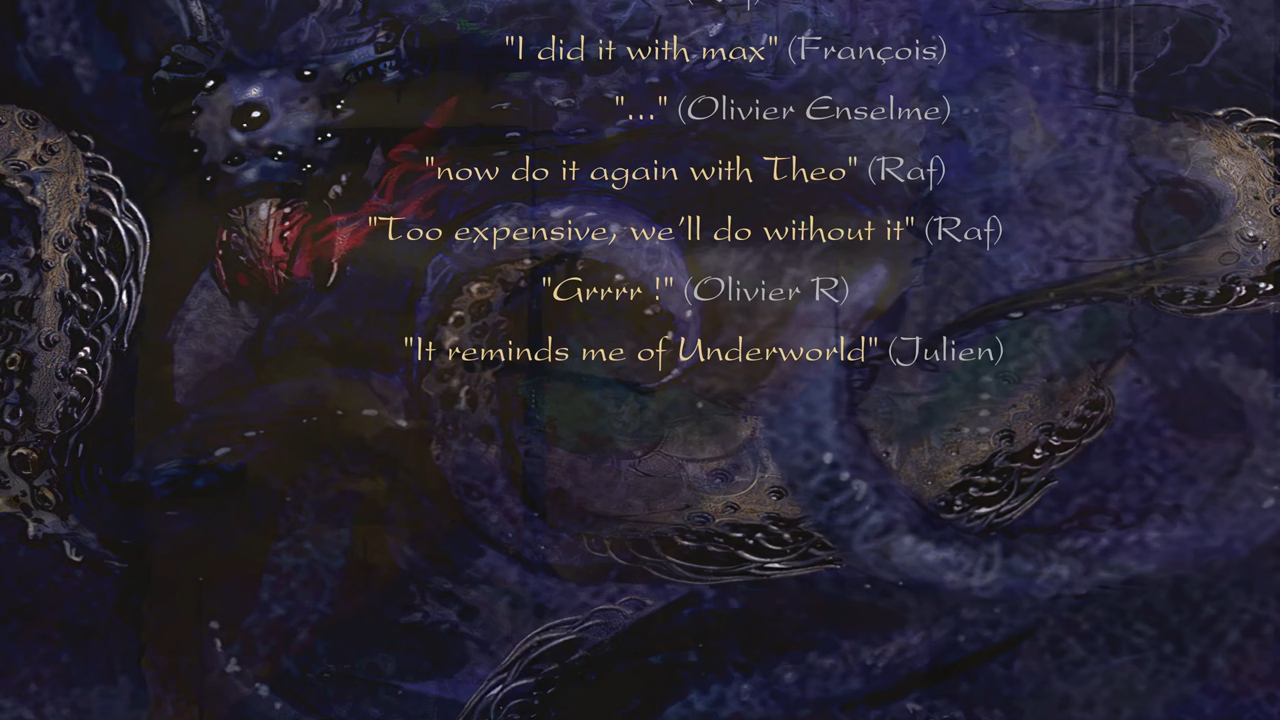 "I did it with max" (François)
"..." (Olivier Enselme)
"now do it again with Theo" (Raf)
"Too expensive, we'll do without it" (Raf)
"Grrrr !" (Olivier R)
"It reminds me of Underworld" (Julien)